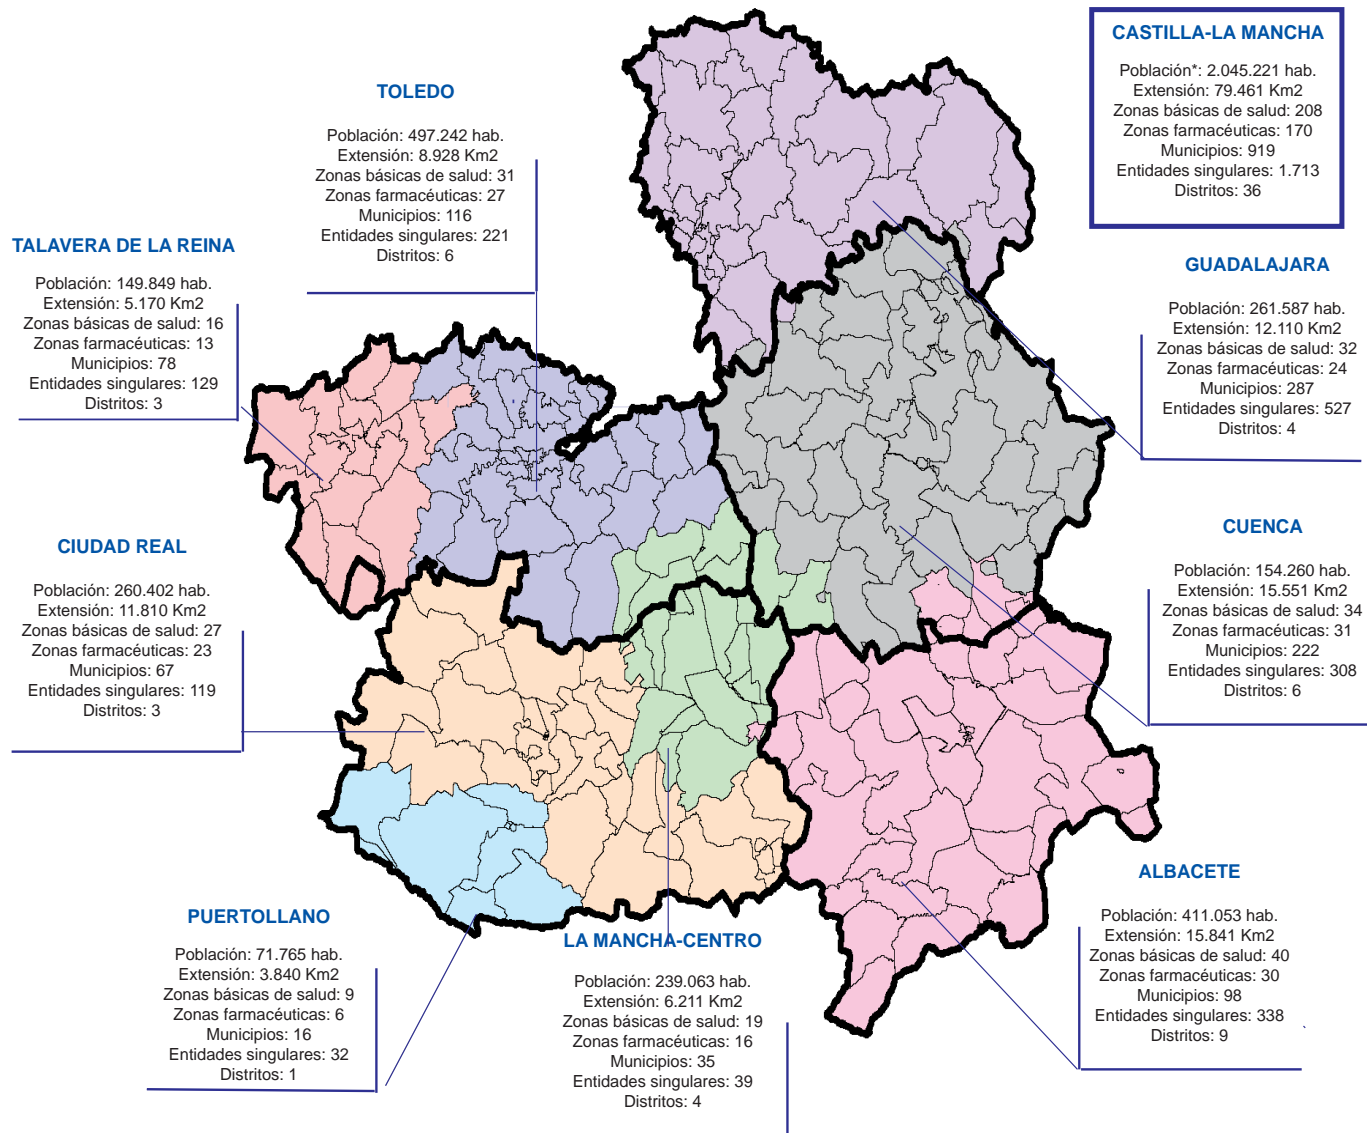 CASTILLA-LA MANCHA
Población*: 2.045.221 hab.
Extensión: 79.461 Km2
Zonas básicas de salud: 208
Zonas farmacéuticas: 170
Municipios: 919
Entidades singulares: 1.713
Distritos: 36
TOLEDO
Población: 497.242 hab.
Extensión: 8.928 Km2
Zonas básicas de salud: 31
Zonas farmacéuticas: 27
Municipios: 116
Entidades singulares: 221
Distritos: 6
TALAVERA DE LA REINA
Población: 149.849 hab.
Extensión: 5.170 Km2
Zonas básicas de salud: 16
Zonas farmacéuticas: 13
Municipios: 78
Entidades singulares: 129
Distritos: 3
GUADALAJARA
Población: 261.587 hab.
Extensión: 12.110 Km2
Zonas básicas de salud: 32
Zonas farmacéuticas: 24
Municipios: 287
Entidades singulares: 527
Distritos: 4
CIUDAD REAL
Población: 260.402 hab.
Extensión: 11.810 Km2
Zonas básicas de salud: 27
Zonas farmacéuticas: 23
Municipios: 67
Entidades singulares: 119
Distritos: 3
CUENCA
Población: 154.260 hab.
Extensión: 15.551 Km2
Zonas básicas de salud: 34
Zonas farmacéuticas: 31
Municipios: 222
Entidades singulares: 308
Distritos: 6
PUERTOLLANO
Población: 71.765 hab.
Extensión: 3.840 Km2
Zonas básicas de salud: 9
Zonas farmacéuticas: 6
Municipios: 16
Entidades singulares: 32
Distritos: 1
LA MANCHA-CENTRO
Población: 239.063 hab.
Extensión: 6.211 Km2
Zonas básicas de salud: 19
Zonas farmacéuticas: 16
Municipios: 35
Entidades singulares: 39
Distritos: 4
ALBACETE
Población: 411.053 hab.
Extensión: 15.841 Km2
Zonas básicas de salud: 40
Zonas farmacéuticas: 30
Municipios: 98
Entidades singulares: 338
Distritos: 9